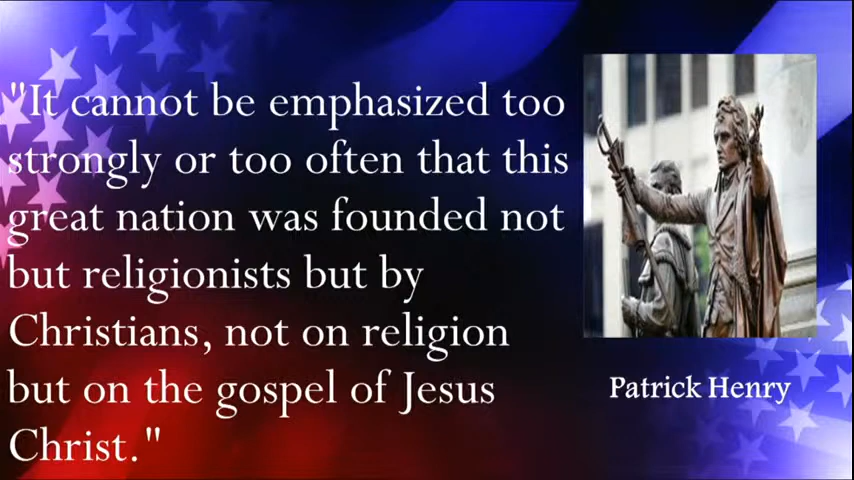 "It cannot be emphasized too
strongly or too often that this
great nation was founded not
but religionists but by
Christians, not on religion
but on the gospel of Jesus
Christ."
Patrick Henry